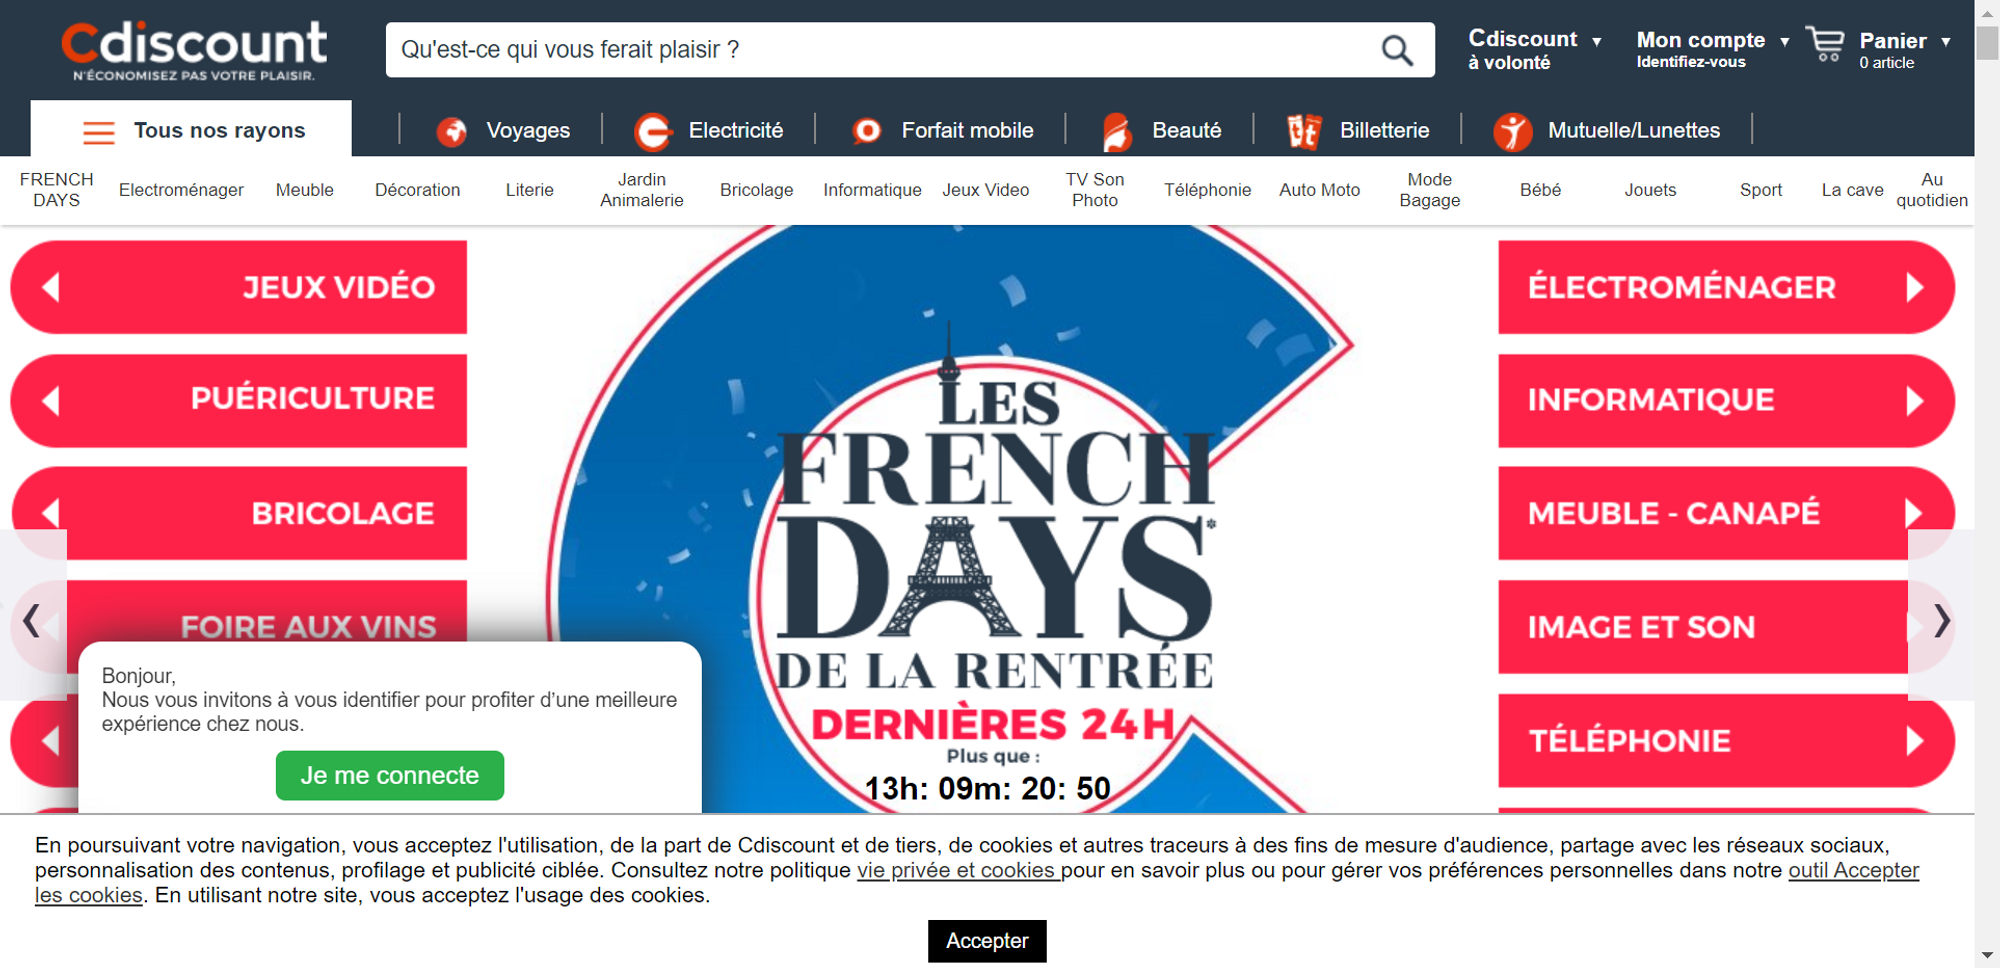 Cdiscount
N'ÉCONOMISEZ PAS VOTRE PLAISIR.
Qu'est-ce qui vous ferait plaisir ?
Cdiscount
à volonté
Mon compte
Identifiez-vous
Panier
0 article
Tous nos rayons
Voyages
Electricité
Forfait mobile
Beauté
Billetterie
Mutuelle/Lunettes
FRENCH
DAYS
Electroménager
Meuble
Décoration
Literie
Jardin
Animalerie
Bricolage
Informatique
Jeux Video
TV Son
Photo
Téléphonie
Auto Moto
Mode
Bagage
Bébé
Jouets
Sport
La cave
Au
quotidien
JEUX VIDÉO
PUÉRICULTURE
BRICOLAGE
FOIRE AUX VINS
LES
FRENCH
DAYS*
DE LA RENTRÉE
DERNIÈRES 24H
Plus que :
13h: 09m: 20: 50
ÉLECTROMÉNAGER
INFORMATIQUE
MEUBLE - CANAPÉ
IMAGE ET SON
TÉLÉPHONIE
Bonjour,
Nous vous invitons à vous identifier pour profiter d’une meilleure
expérience chez nous.
Je me connecte
En poursuivant votre navigation, vous acceptez l'utilisation, de la part de Cdiscount et de tiers, de cookies et autres traceurs à des fins de mesure d'audience, partage avec les réseaux sociaux,
personnalisation des contenus, profilage et publicité ciblée. Consultez notre politique vie privée et cookies pour en savoir plus ou pour gérer vos préférences personnelles dans notre outil Accepter
les cookies. En utilisant notre site, vous acceptez l'usage des cookies.
Accepter